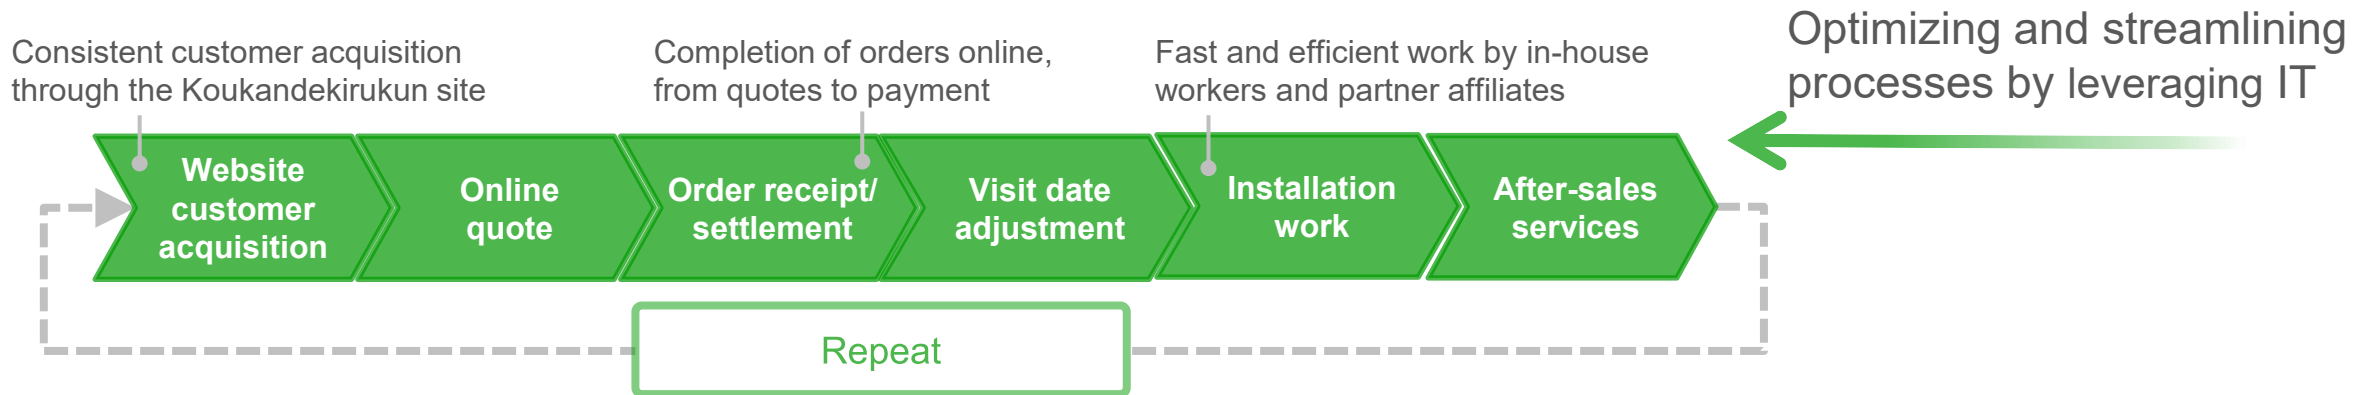 Consistent customer acquisition
through the Koukandekirukun site
Completion of orders online,
from quotes to payment
Fast and efficient work by in-house
workers and partner affiliates
Optimizing and streamlining
processes by leveraging IT
Website
customer
acquisition
Online
quote
Order receipt/
settlement
Visit date
adjustment
Installation
work
After-sales
services
Repeat